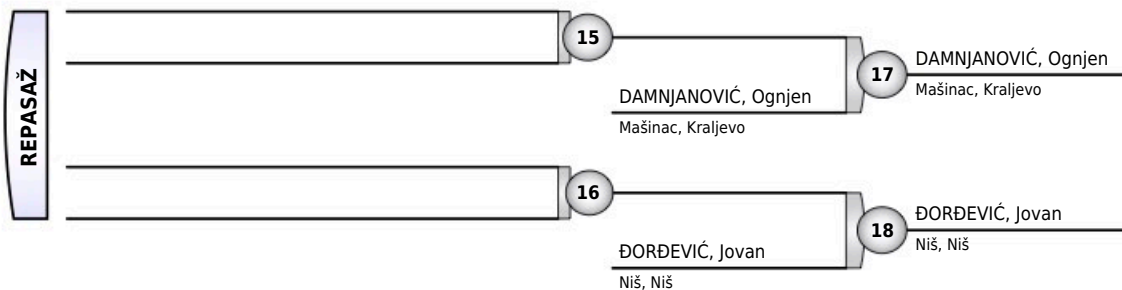 REPASAŽ
15
DAMNJANOVIĆ, Ognjen
Mašinac, Kraljevo
17
DAMNJANOVIĆ, Ognjen
Mašinac, Kraljevo
16
ĐORĐEVIĆ, Jovan
Niš, Niš
18
ĐORĐEVIĆ, Jovan
Niš, Niš